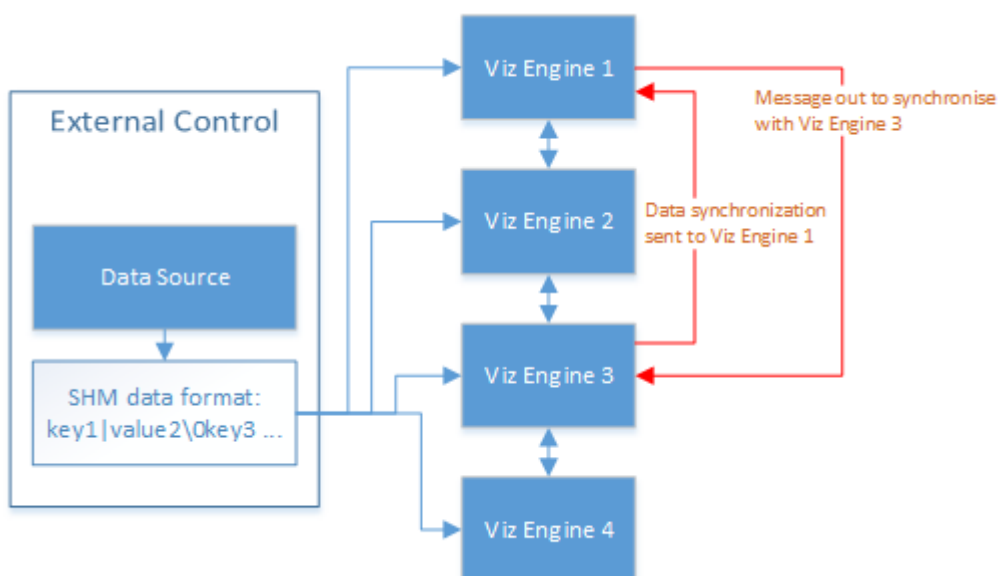 External Control
Data Source
SHM data format:
key1|value2\0key3 ...
Viz Engine 1
Viz Engine 2
Viz Engine 3
Viz Engine 4
Message out to synchronise
with Viz Engine 3
Data synchronization
sent to Viz Engine 1